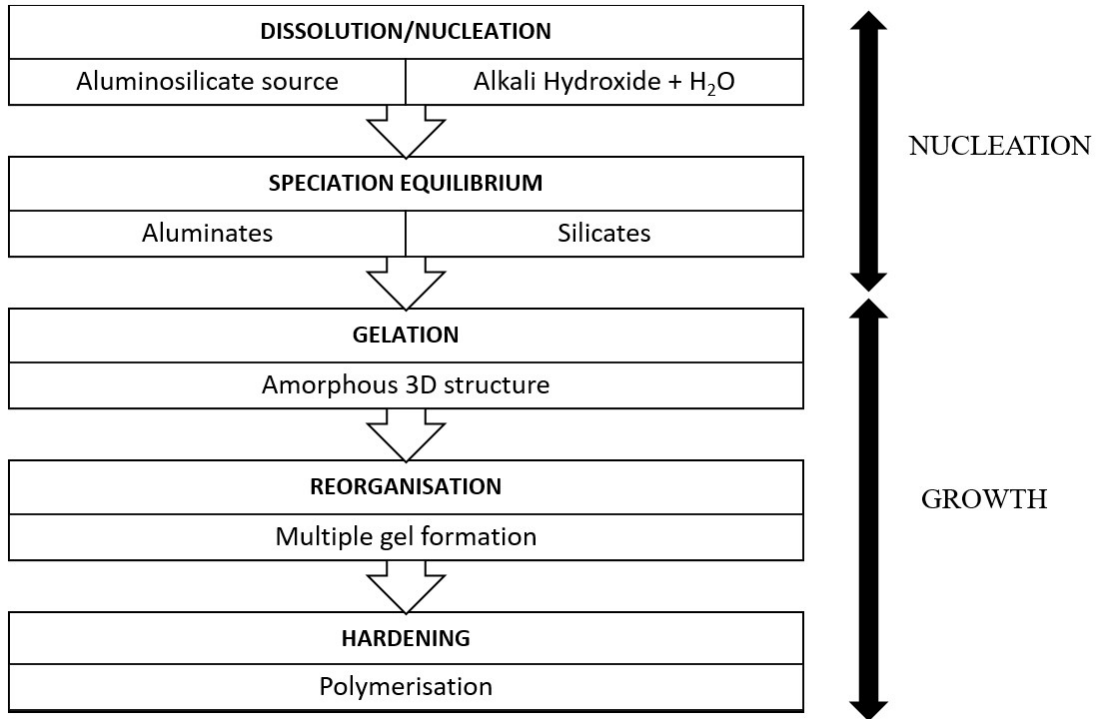 DISSOLUTION/NUCLEATION
Aluminosilicate source
Alkali Hydroxide + H₂O
SPECIATION EQUILIBRIUM
Aluminates
Silicates
GELATION
Amorphous 3D structure
REORGANISATION
Multiple gel formation
HARDENING
Polymerisation
NUCLEATION
GROWTH